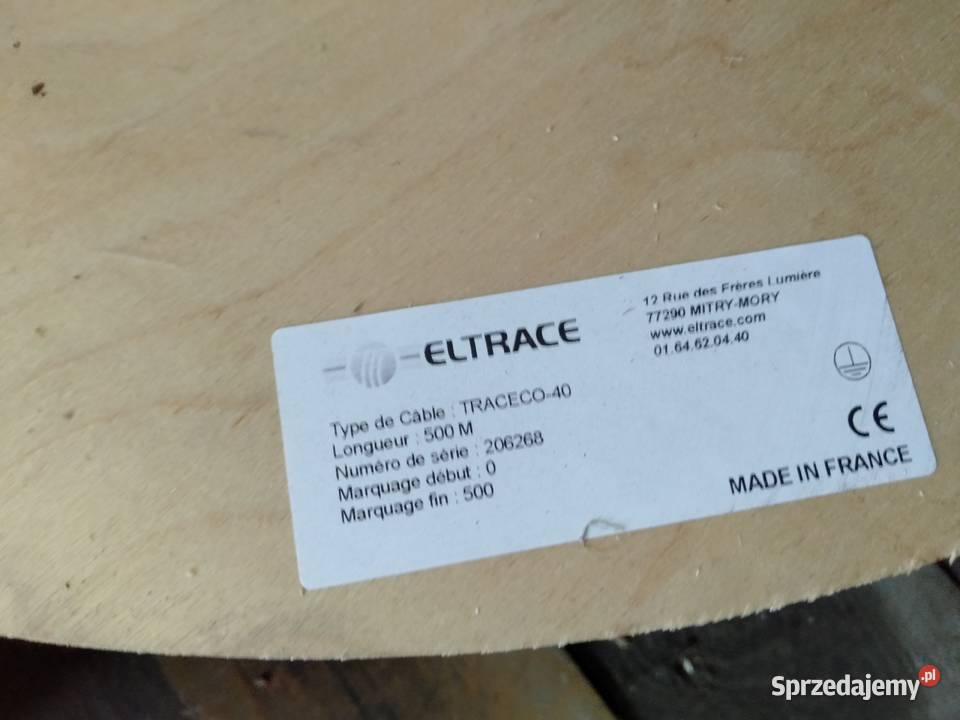 ELTRACE
12 Rue des Frères Lumière
77290 MITRY-MORY
www.eltrace.com
01.64.62.04.40
Type de Câble : TRACECO-40
Longueur : 500 M
Numéro de série : 206268
Marquage début : 0
Marquage fin : 500
CE
MADE IN FRANCE
Sprzedajemy.pl